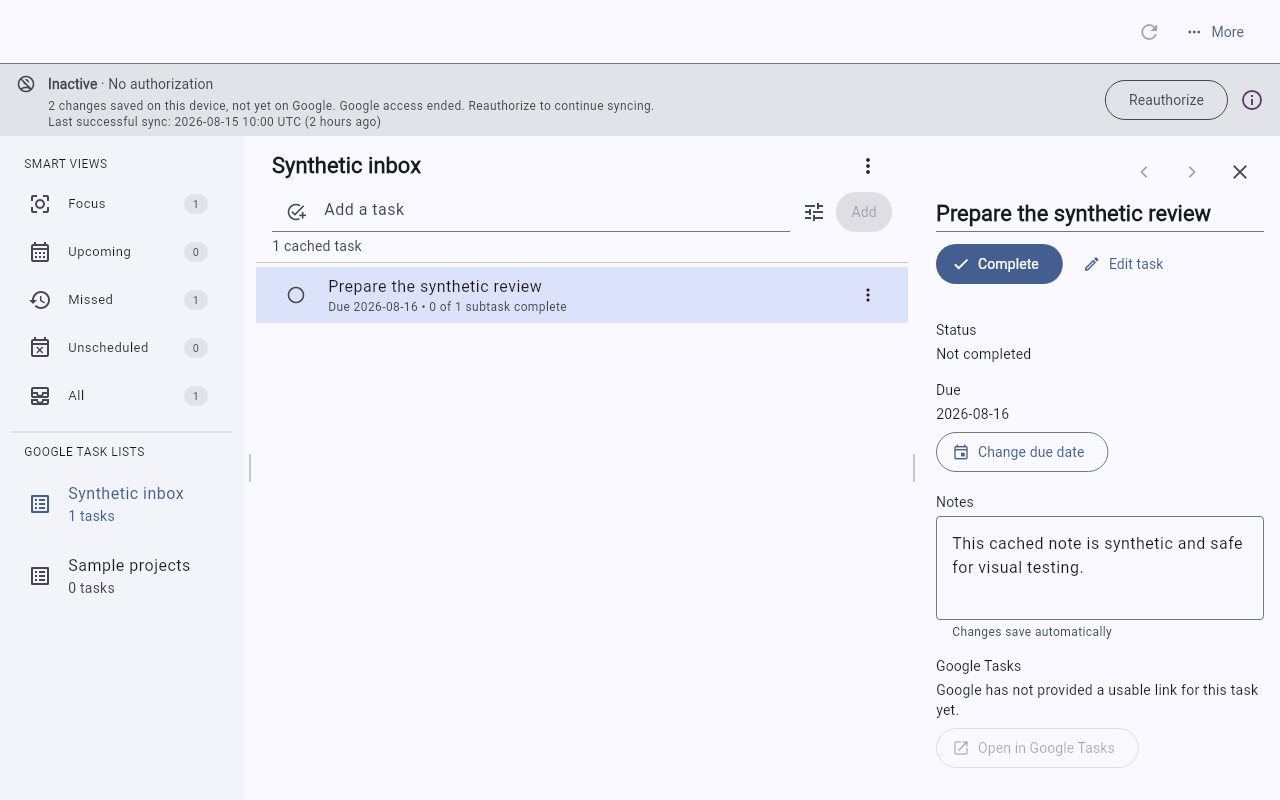 More
Inactive · No authorization
2 changes saved on this device, not yet on Google. Google access ended. Reauthorize to continue syncing.
Last successful sync: 2026-08-15 10:00 UTC (2 hours ago)
Reauthorize
SMART VIEWS
Focus 1
Upcoming 0
Missed 1
Unscheduled 0
All 1
GOOGLE TASK LISTS
Synthetic inbox
1 tasks
Sample projects
0 tasks
Synthetic inbox
Add a task
Add
1 cached task
Prepare the synthetic review
Due 2026-08-16 • 0 of 1 subtask complete
Prepare the synthetic review
Complete
Edit task
Status
Not completed
Due
2026-08-16
Change due date
Notes
This cached note is synthetic and safe
for visual testing.
Changes save automatically
Google Tasks
Google has not provided a usable link for this task
yet.
Open in Google Tasks